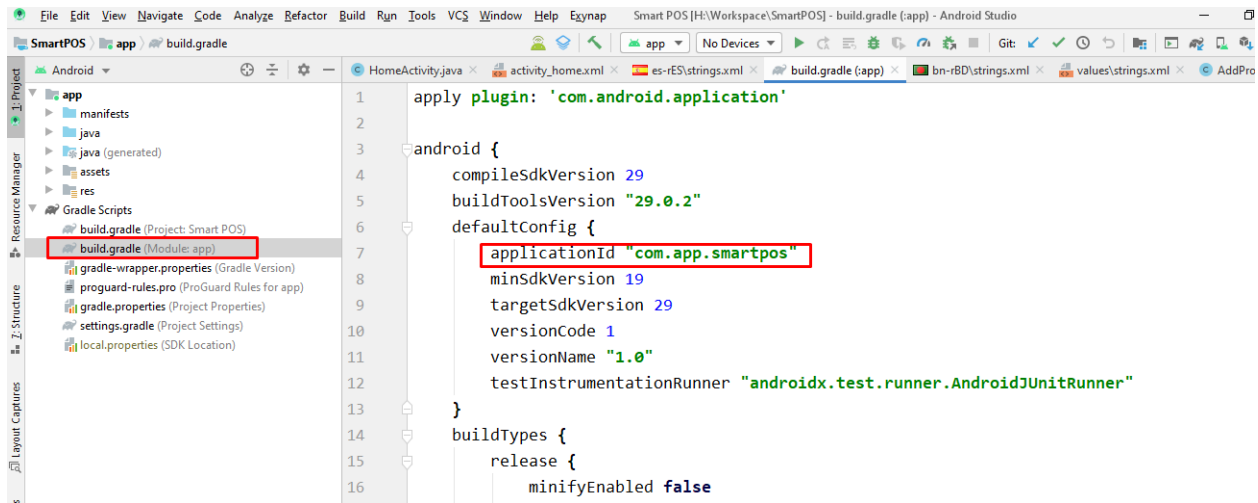 File Edit View Navigate Code Analyze Refactor Build Run Tools VCS Window Help Exynap Smart POS [H:\Workspace\SmartPOS] - build.gradle (:app) - Android Studio
SmartPOS app build.gradle
app No Devices Git:
Android
HomeActivity.java activity_home.xml es-rES\strings.xml build.gradle (:app) bn-rBD\strings.xml values\strings.xml AddPro
1: Project
Resource Manager
7: Structure
Layout Captures
app
manifests
java
java (generated)
assets
res
Gradle Scripts
build.gradle (Project: Smart POS)
build.gradle (Module: app)
gradle-wrapper.properties (Gradle Version)
proguard-rules.pro (ProGuard Rules for app)
gradle.properties (Project Properties)
settings.gradle (Project Settings)
local.properties (SDK Location)
1 apply plugin: 'com.android.application'
2
3 android {
4 compileSdkVersion 29
5 buildToolsVersion "29.0.2"
6 defaultConfig {
7 applicationId "com.app.smartpos"
8 minSdkVersion 19
9 targetSdkVersion 29
10 versionCode 1
11 versionName "1.0"
12 testInstrumentationRunner "androidx.test.runner.AndroidJUnitRunner"
13 }
14 buildTypes {
15 release {
16 minifyEnabled false